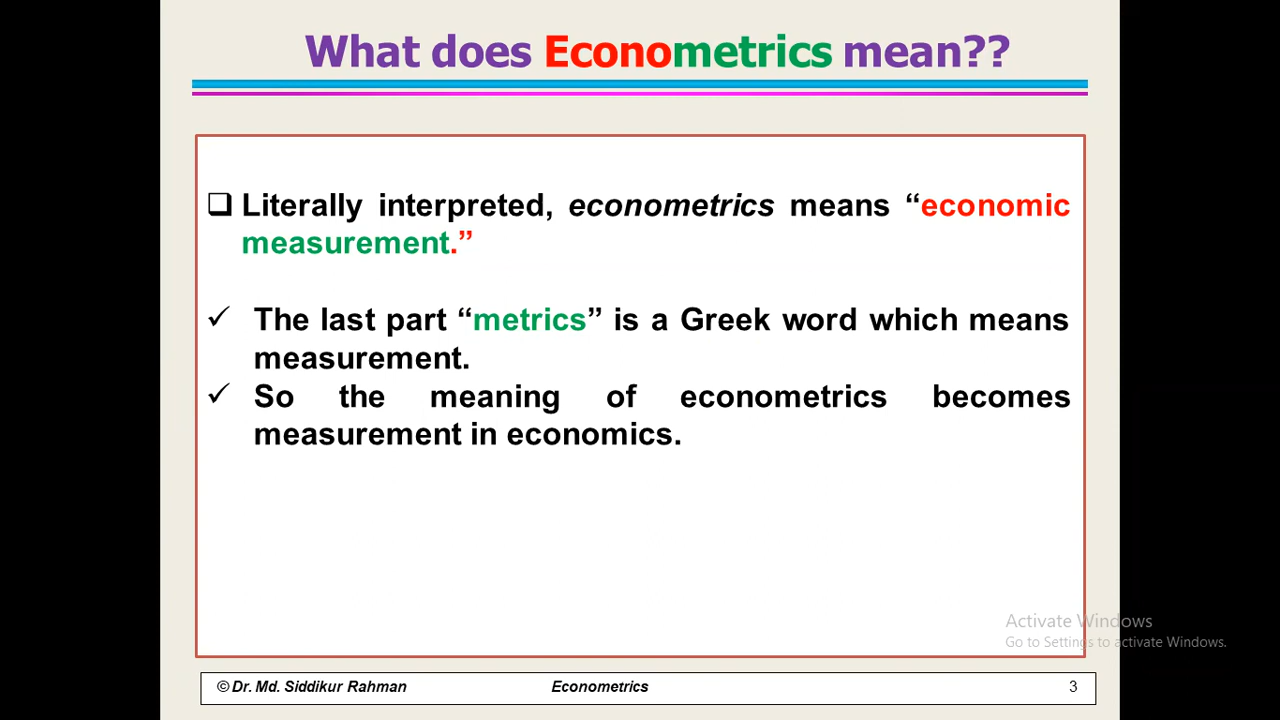 What does Econometrics mean??
❑ Literally interpreted, econometrics means “economic
measurement.”
✓ The last part “metrics” is a Greek word which means
measurement.
✓ So the meaning of econometrics becomes
measurement in economics.
Activate Windows
Go to Settings to activate Windows.
© Dr. Md. Siddikur Rahman Econometrics 3